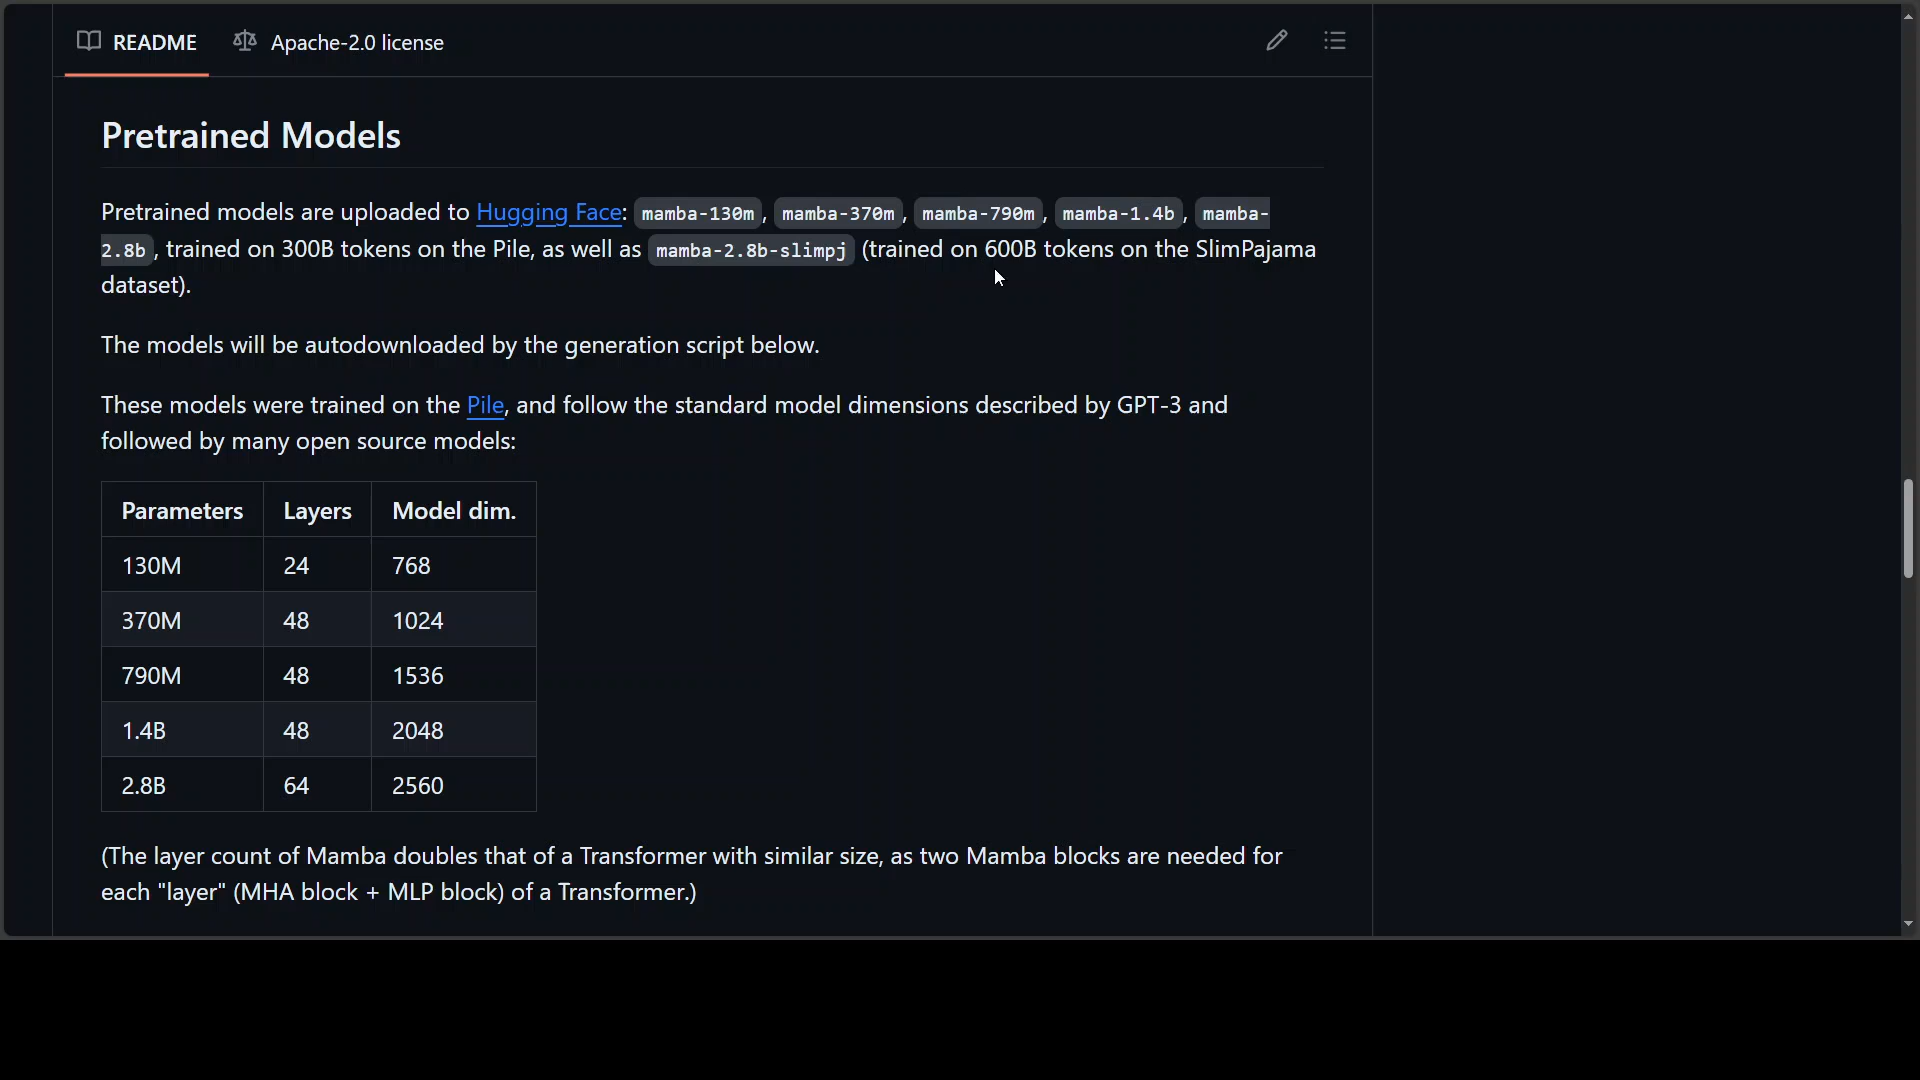 README Apache-2.0 license
Pretrained Models
Pretrained models are uploaded to Hugging Face: mamba-130m, mamba-370m, mamba-790m, mamba-1.4b, mamba-
2.8b, trained on 300B tokens on the Pile, as well as mamba-2.8b-slimpj (trained on 600B tokens on the SlimPajama
dataset).
The models will be autodownloaded by the generation script below.
These models were trained on the Pile, and follow the standard model dimensions described by GPT-3 and
followed by many open source models:
Parameters Layers Model dim.
130M 24 768
370M 48 1024
790M 48 1536
1.4B 48 2048
2.8B 64 2560
(The layer count of Mamba doubles that of a Transformer with similar size, as two Mamba blocks are needed for
each "layer" (MHA block + MLP block) of a Transformer.)